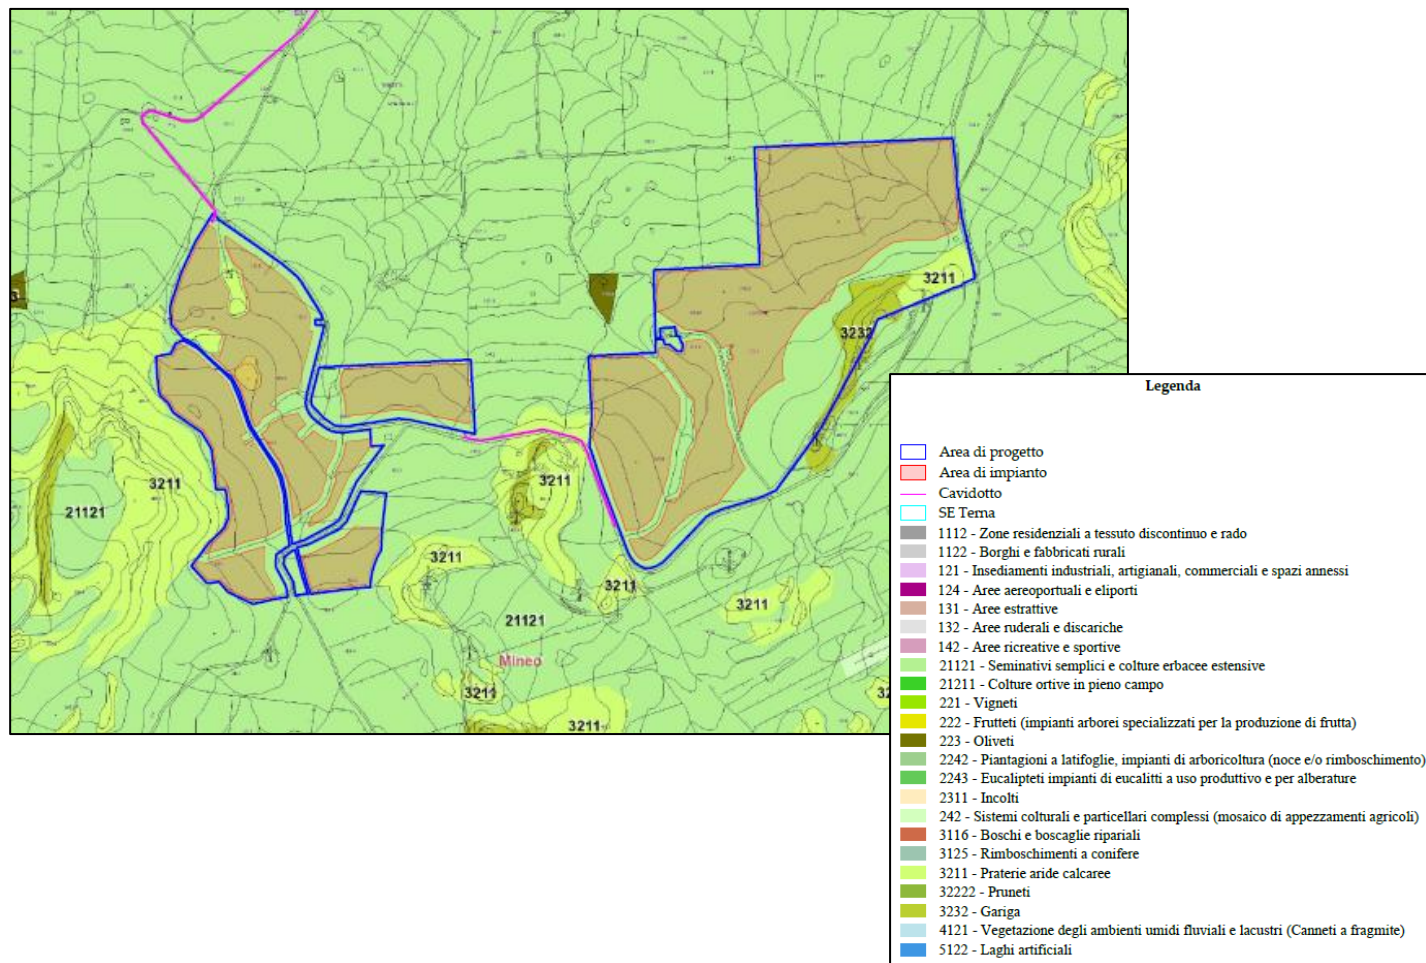 3211
3232
3
3211
3211
21121
3211
3211
3211
21121
Mineo
3211
32
3211
Legenda
Area di progetto
Area di impianto
Cavidotto
SE Terna
1112 - Zone residenziali a tessuto discontinuo e rado
1122 - Borghi e fabbricati rurali
121 - Insediamenti industriali, artigianali, commerciali e spazi annessi
124 - Aree aereoportuali e eliporti
131 - Aree estrattive
132 - Aree ruderali e discariche
142 - Aree ricreative e sportive
21121 - Seminativi semplici e colture erbacee estensive
21211 - Colture ortive in pieno campo
221 - Vigneti
222 - Frutteti (impianti arborei specializzati per la produzione di frutta)
223 - Oliveti
2242 - Piantagioni a latifoglie, impianti di arboricoltura (noce e/o rimboschimento)
2243 - Eucalipteti impianti di eucalitti a uso produttivo e per alberature
2311 - Incolti
242 - Sistemi colturali e particellari complessi (mosaico di appezzamenti agricoli)
3116 - Boschi e boscaglie ripariali
3125 - Rimboschimenti a conifere
3211 - Praterie aride calcaree
32222 - Pruneti
3232 - Gariga
4121 - Vegetazione degli ambienti umidi fluviali e lacustri (Canneti a fragmite)
5122 - Laghi artificiali